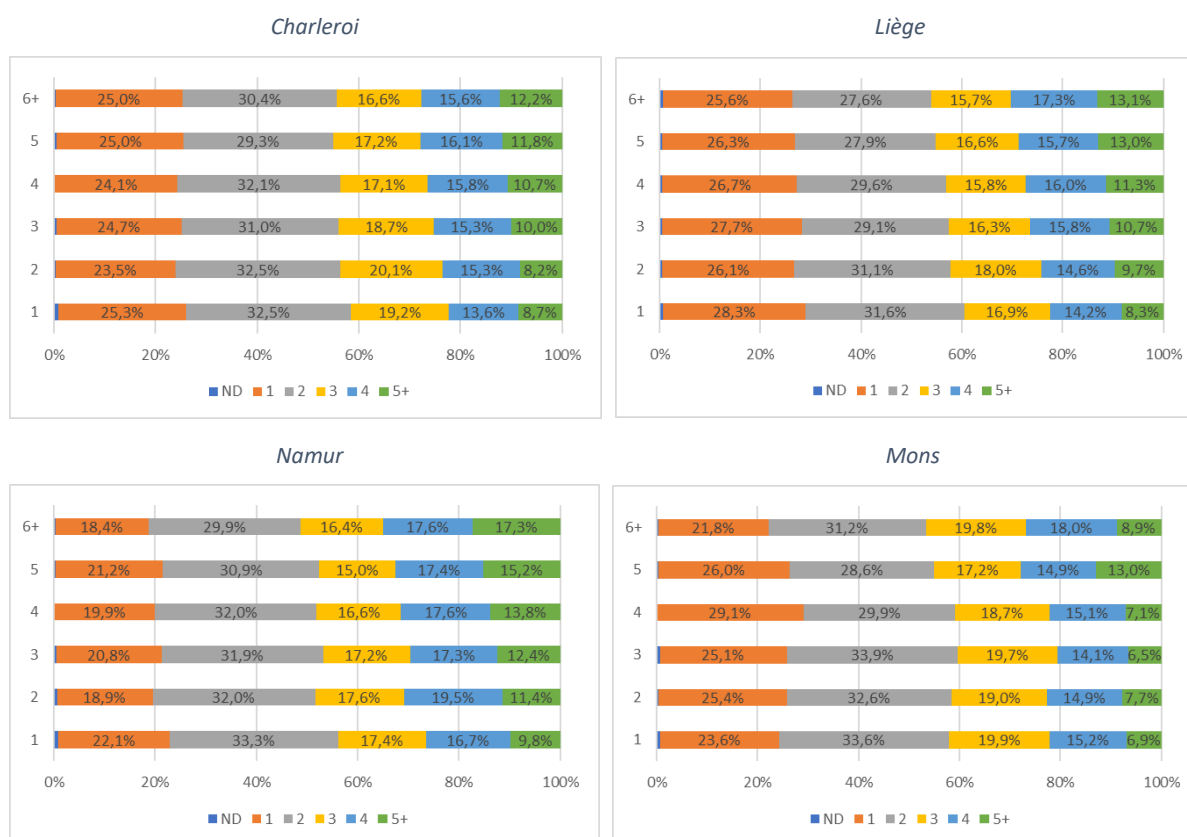 Charleroi
6+ 25,0% 30,4% 16,6% 15,6% 12,2%
5 25,0% 29,3% 17,2% 16,1% 11,8%
4 24,1% 32,1% 17,1% 15,8% 10,7%
3 24,7% 31,0% 18,7% 15,3% 10,0%
2 23,5% 32,5% 20,1% 15,3% 8,2%
1 25,3% 32,5% 19,2% 13,6% 8,7%
0% 20% 40% 60% 80% 100%
ND 1 2 3 4 5+
Liège
6+ 25,6% 27,6% 15,7% 17,3% 13,1%
5 26,3% 27,9% 16,6% 15,7% 13,0%
4 26,7% 29,6% 15,8% 16,0% 11,3%
3 27,7% 29,1% 16,3% 15,8% 10,7%
2 26,1% 31,1% 18,0% 14,6% 9,7%
1 28,3% 31,6% 16,9% 14,2% 8,3%
0% 20% 40% 60% 80% 100%
ND 1 2 3 4 5+
Namur
6+ 18,4% 29,9% 16,4% 17,6% 17,3%
5 21,2% 30,9% 15,0% 17,4% 15,2%
4 19,9% 32,0% 16,6% 17,6% 13,8%
3 20,8% 31,9% 17,2% 17,3% 12,4%
2 18,9% 32,0% 17,6% 19,5% 11,4%
1 22,1% 33,3% 17,4% 16,7% 9,8%
0% 20% 40% 60% 80% 100%
ND 1 2 3 4 5+
Mons
6+ 21,8% 31,2% 19,8% 18,0% 8,9%
5 26,0% 28,6% 17,2% 14,9% 13,0%
4 29,1% 29,9% 18,7% 15,1% 7,1%
3 25,1% 33,9% 19,7% 14,1% 6,5%
2 25,4% 32,6% 19,0% 14,9% 7,7%
1 23,6% 33,6% 19,9% 15,2% 6,9%
0% 20% 40% 60% 80% 100%
ND 1 2 3 4 5+